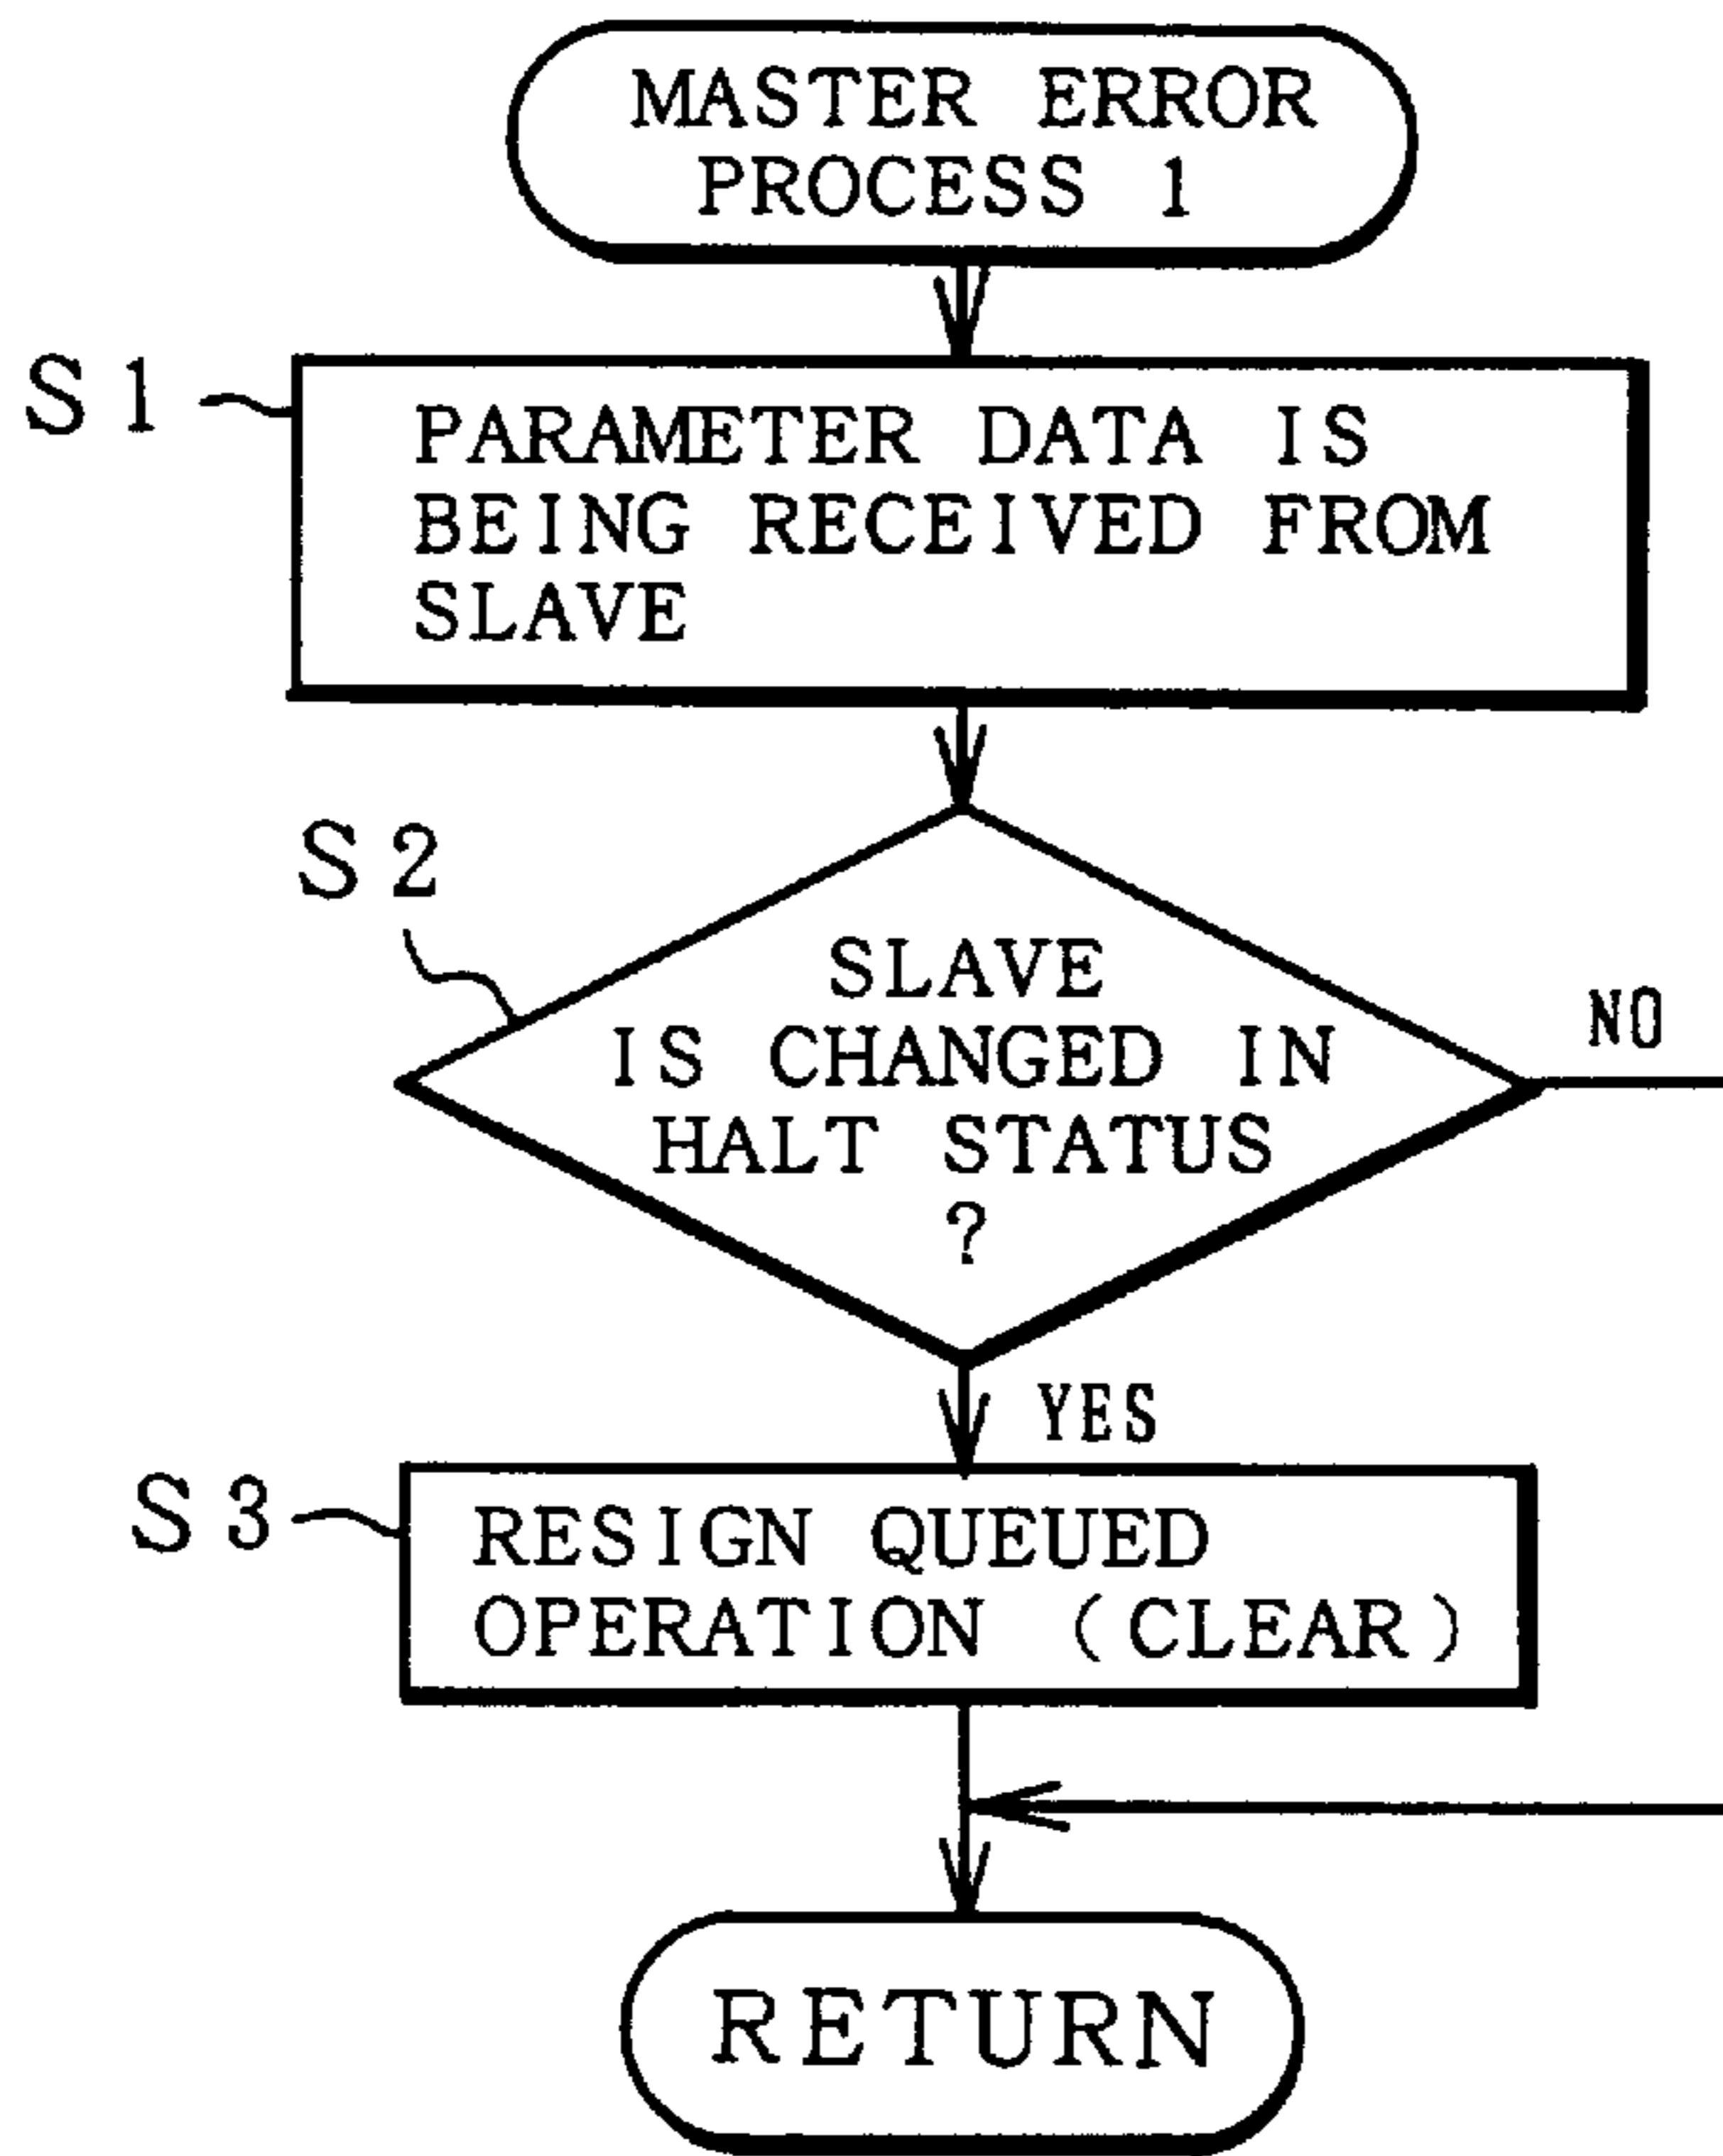 MASTER ERROR
PROCESS 1
S1
PARAMETER DATA IS
BEING RECEIVED FROM
SLAVE
S2
SLAVE
IS CHANGED IN
HALT STATUS
?
NO
YES
S3
RESIGN QUEUED
OPERATION (CLEAR)
RETURN